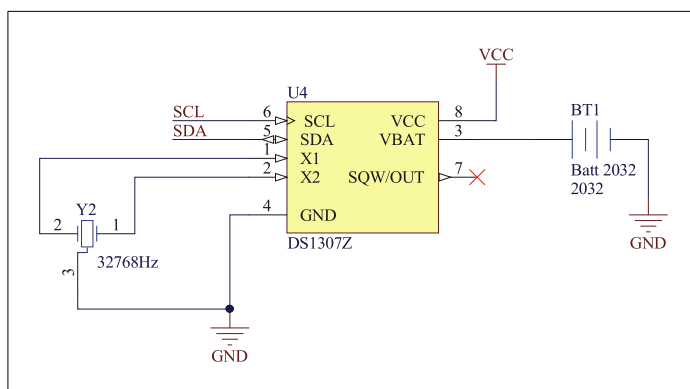 VCC
U4
SCL
6
SCL
VCC
8
BT1
SDA
5
SDA
VBAT
3
1
X1
2
X2
SQW/OUT
7
Batt 2032
2032
4
GND
Y2
2
1
DS1307Z
GND
3
32768Hz
GND